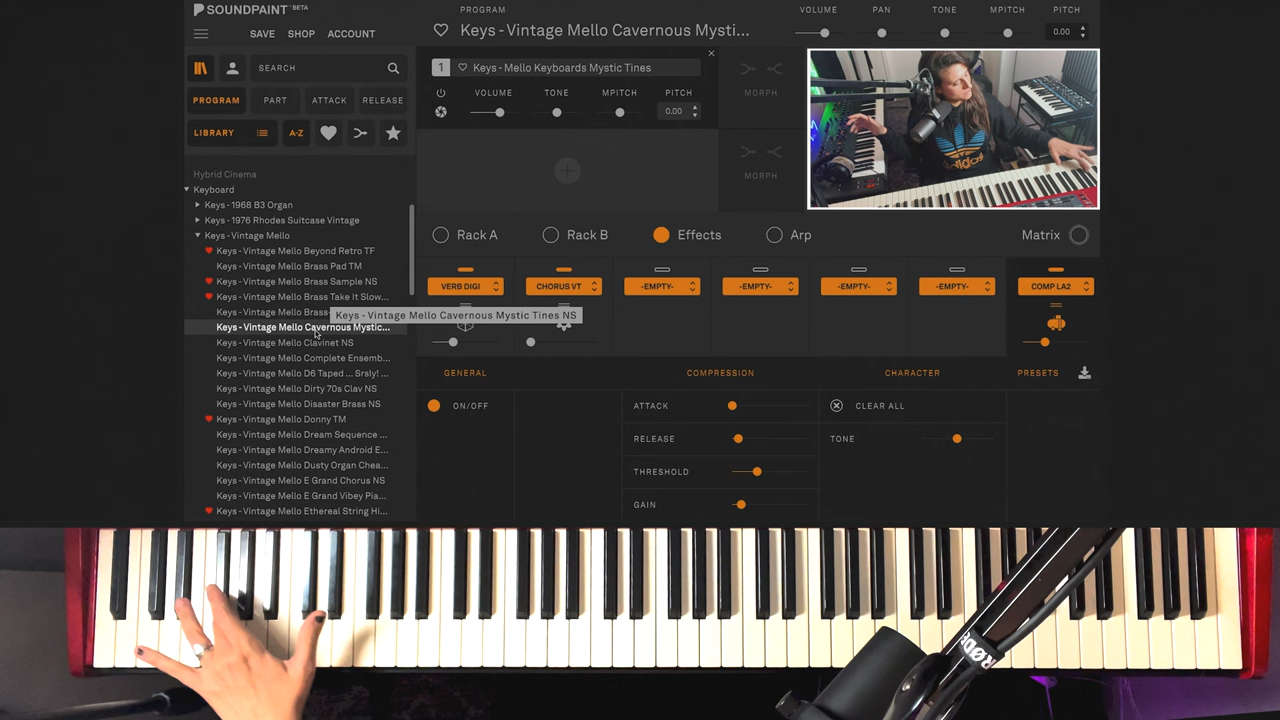 SOUNDPAINT BETA
SAVE SHOP ACCOUNT
SEARCH
PROGRAM PART ATTACK RELEASE
LIBRARY A-Z
Hybrid Cinema
Keyboard
Keys - 1968 B3 Organ
Keys - 1976 Rhodes Suitcase Vintage
Keys - Vintage Mello
Keys - Vintage Mello Beyond Retro TF
Keys - Vintage Mello Brass Pad TM
Keys - Vintage Mello Brass Sample NS
Keys - Vintage Mello Brass Take It Slow...
Keys - Vintage Mello Brass
Keys - Vintage Mello Cavernous Mystic...
Keys - Vintage Mello Clavinet NS
Keys - Vintage Mello Complete Ensemb...
Keys - Vintage Mello D6 Taped ... Srsly! ...
Keys - Vintage Mello Dirty 70s Clav NS
Keys - Vintage Mello Disaster Brass NS
Keys - Vintage Mello Donny TM
Keys - Vintage Mello Dream Sequence ...
Keys - Vintage Mello Dreamy Android E...
Keys - Vintage Mello Dusty Organ Chea...
Keys - Vintage Mello E Grand Chorus NS
Keys - Vintage Mello E Grand Vibey Pia...
Keys - Vintage Mello Ethereal String Hi...
Keys - Vintage Mello Cavernous Mystic Tines NS
PROGRAM
Keys - Vintage Mello Cavernous Mysti...
VOLUME PAN TONE MPITCH PITCH
0.00
1 Keys - Mello Keyboards Mystic Tines
VOLUME TONE MPITCH PITCH
0.00
MORPH
MORPH
adidas
Rack A Rack B Effects Arp Matrix
VERB DIGI CHORUS VT -EMPTY- -EMPTY- -EMPTY- -EMPTY- COMP LA2
GENERAL COMPRESSION CHARACTER PRESETS
ON/OFF ATTACK CLEAR ALL
RELEASE TONE
THRESHOLD
GAIN
RØDE